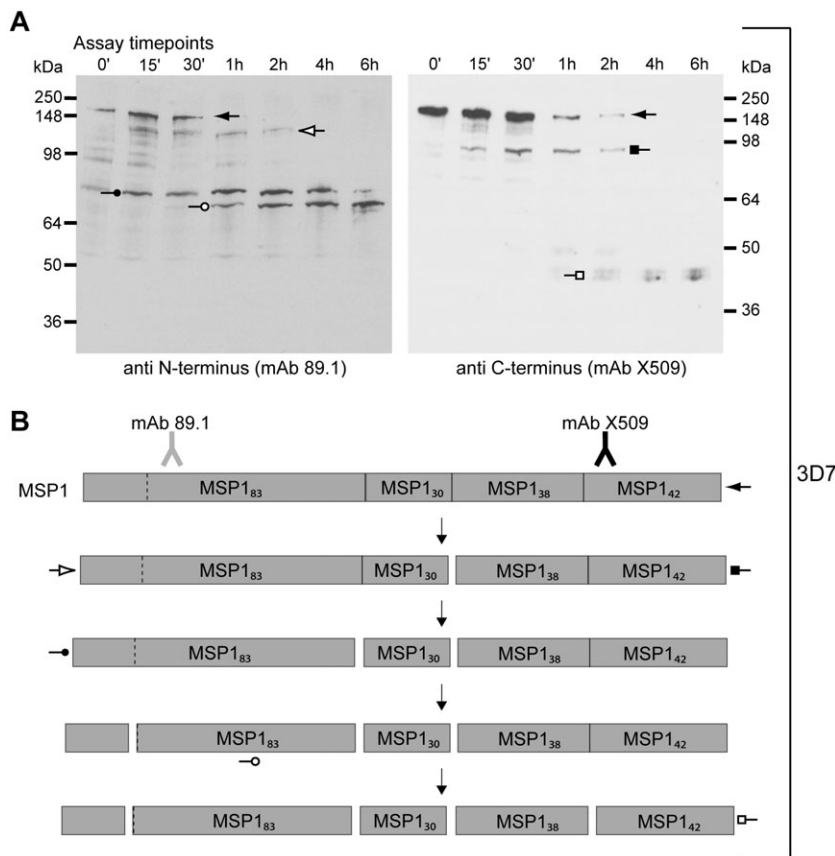 A
Assay timepoints
kDa 0' 15' 30' 1h 2h 4h 6h 0' 15' 30' 1h 2h 4h 6h kDa
250 250
148 148
98 98
64 64
50 50
36 36
anti N-terminus (mAb 89.1) anti C-terminus (mAb X509)
3D7
B
mAb 89.1 mAb X509
MSP1 MSP1₈₃ MSP1₃₀ MSP1₃₈ MSP1₄₂
MSP1₈₃ MSP1₃₀ MSP1₃₈ MSP1₄₂
MSP1₈₃ MSP1₃₀ MSP1₃₈ MSP1₄₂
MSP1₈₃ MSP1₃₀ MSP1₃₈ MSP1₄₂
MSP1₈₃ MSP1₃₀ MSP1₃₈ MSP1₄₂